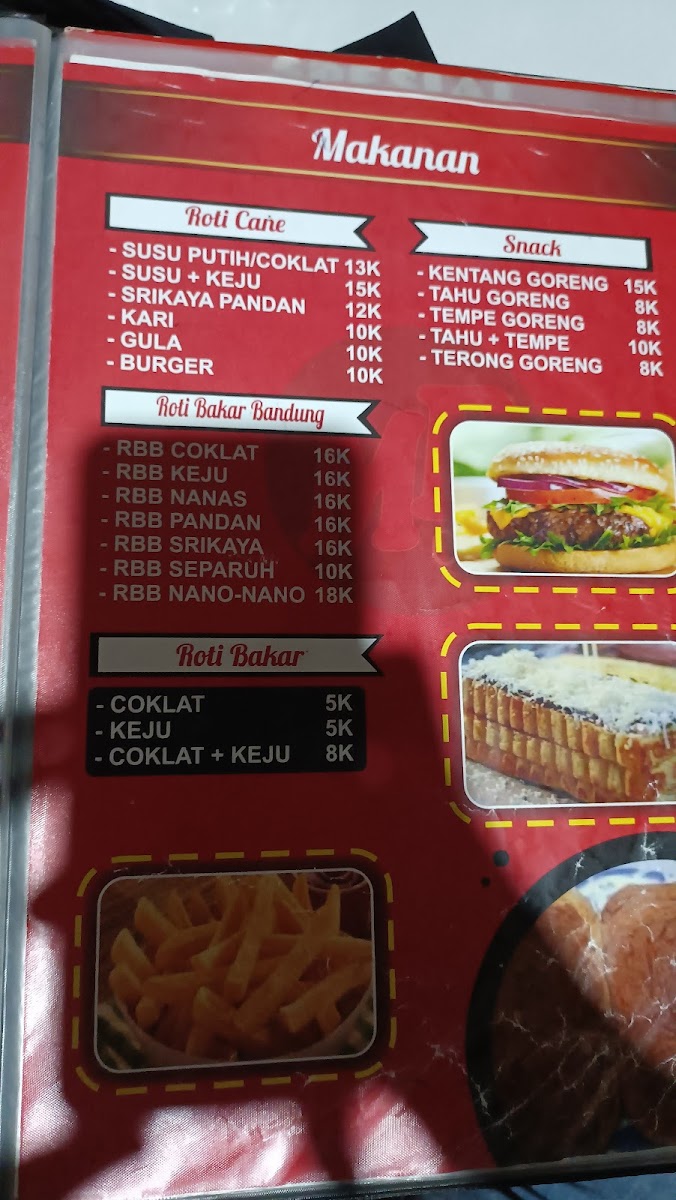 Makanan
Roti Cane
- SUSU PUTIH/COKLAT 13K
- SUSU + KEJU 15K
- SRIKAYA PANDAN 12K
- KARI 10K
- GULA 10K
- BURGER 10K
Roti Bakar Bandung
- RBB COKLAT 16K
- RBB KEJU 16K
- RBB NANAS 16K
- RBB PANDAN 16K
- RBB SRIKAYA 16K
- RBB SEPARUH 10K
- RBB NANO-NANO 18K
Roti Bakar
- COKLAT 5K
- KEJU 5K
- COKLAT + KEJU 8K
Snack
- KENTANG GORENG 15K
- TAHU GORENG 8K
- TEMPE GORENG 8K
- TAHU + TEMPE 10K
- TERONG GORENG 8K